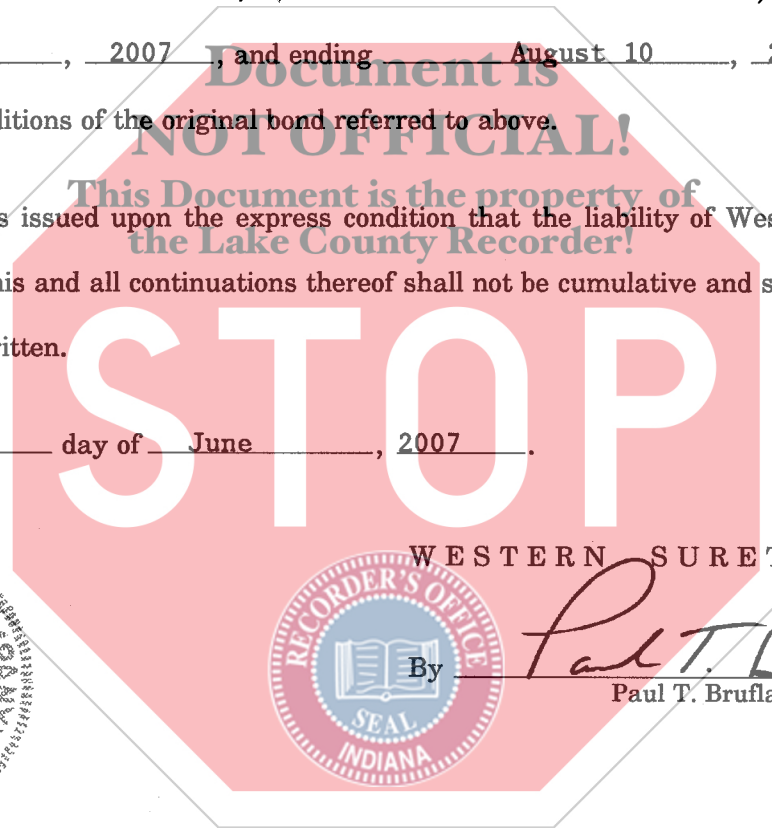 , 2007 , and ending August 10 ,
Document is
ditions of the original bond referred to above.
NOT OFFICIAL!
This Document is the property of
s issued upon the express condition that the liability of Wes
the Lake County Recorder!
his and all continuations thereof shall not be cumulative and s
itten.
STOP
day of June , 2007 .
WESTERN SURET
RECORDER'S OFFICE
SEAL
INDIANA
By Paul T.
Paul T. Brufla